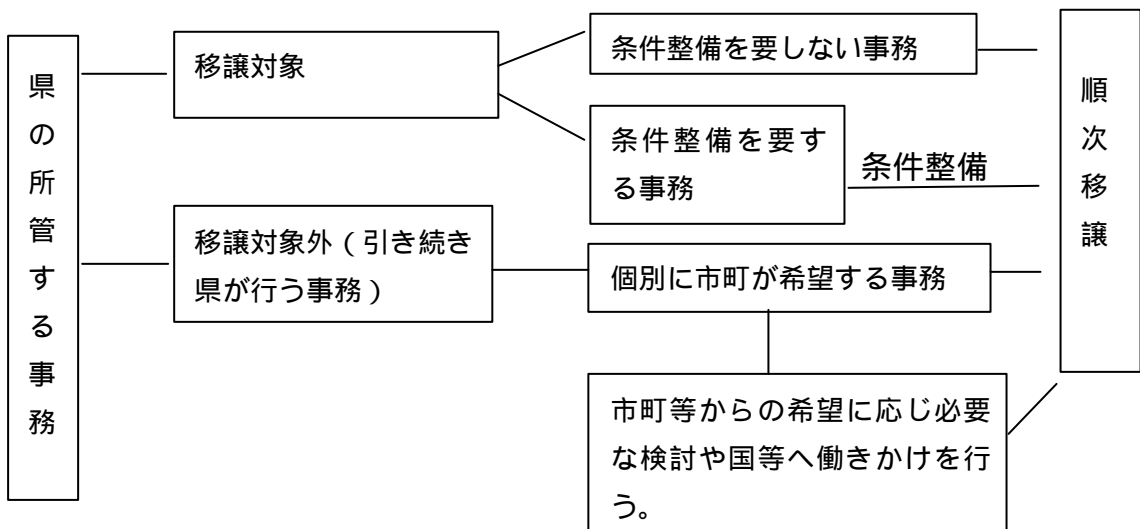 県の所管する事務
移譲対象
条件整備を要しない事務
条件整備を要す
る事務
条件整備
移譲対象外（引き続き
県が行う事務）
個別に市町が希望する事務
市町等からの希望に応じ必要
な検討や国等へ働きかけを行
う。
順次移譲